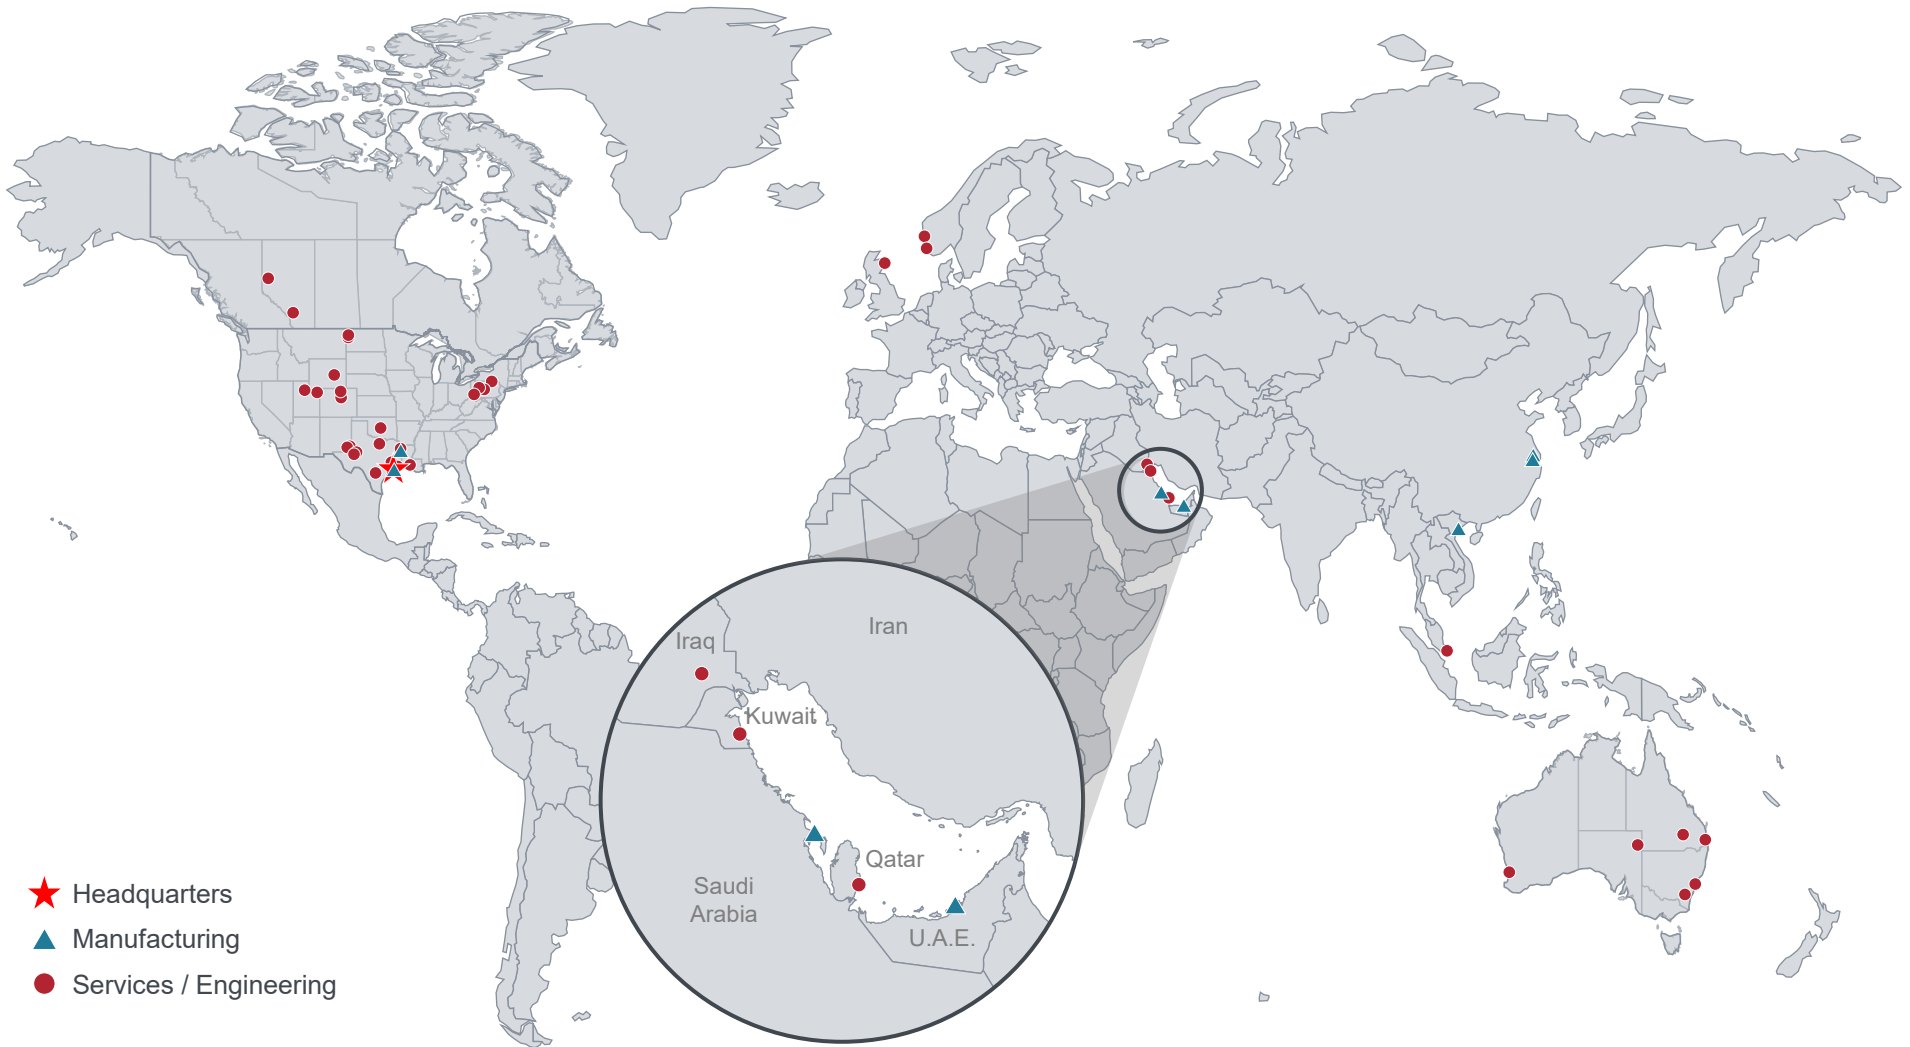 Iraq
Iran
Kuwait
Qatar
Saudi
Arabia
U.A.E.
Headquarters
Manufacturing
Services / Engineering